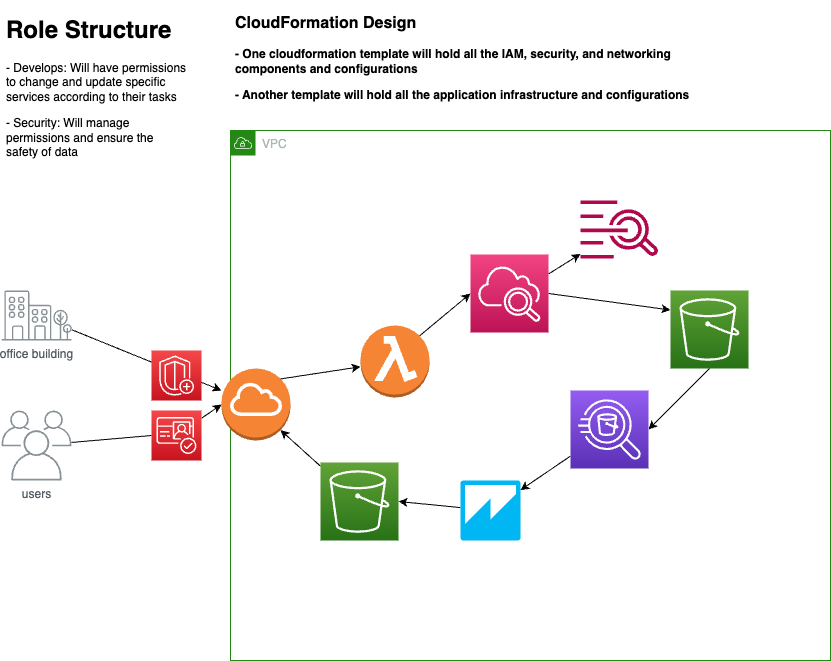 Role Structure
- Develops: Will have permissions
to change and update specific
services according to their tasks
- Security: Will manage
permissions and ensure the
safety of data
CloudFormation Design
- One cloudformation template will hold all the IAM, security, and networking
components and configurations
- Another template will hold all the application infrastructure and configurations
VPC
office building
users